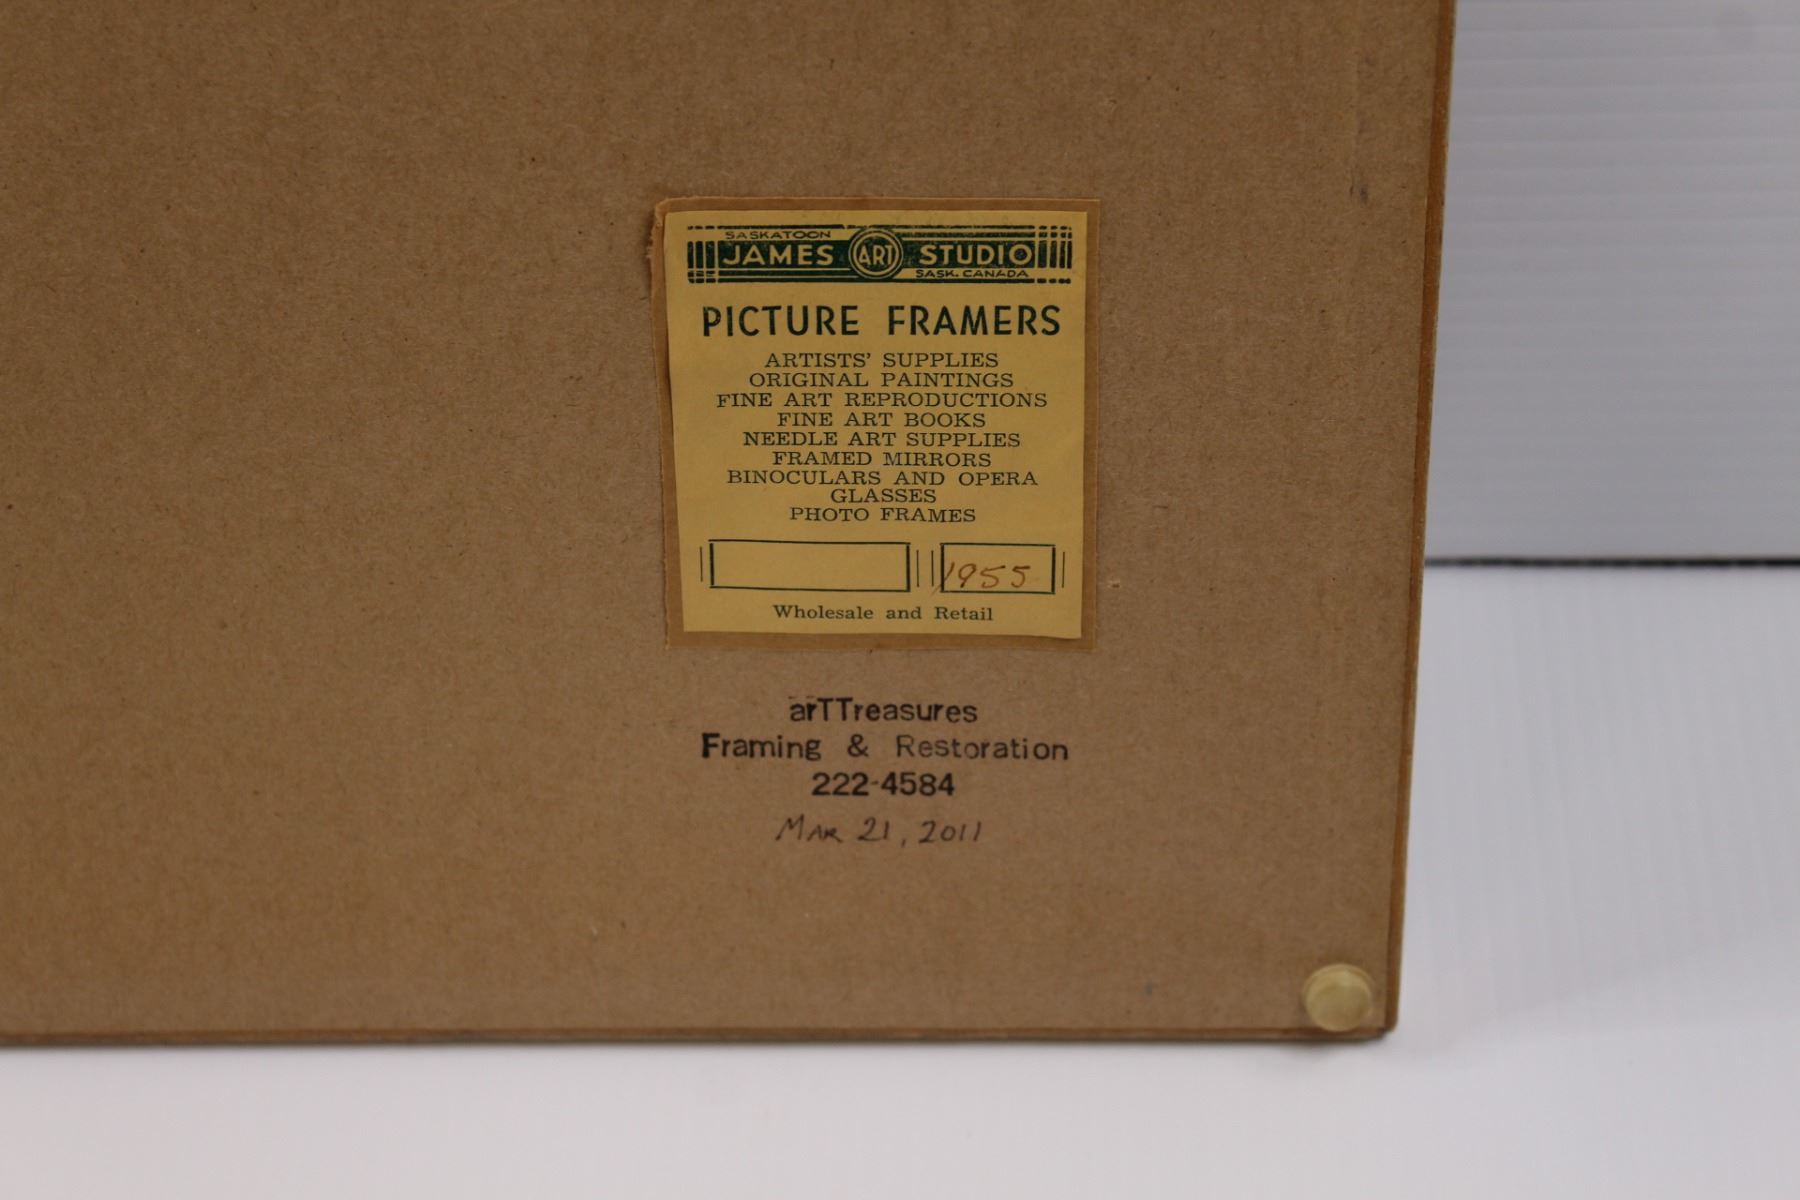 SASKATOON
JAMES ART STUDIO
SASK. CANADA
PICTURE FRAMERS
ARTISTS' SUPPLIES
ORIGINAL PAINTINGS
FINE ART REPRODUCTIONS
FINE ART BOOKS
NEEDLE ART SUPPLIES
FRAMED MIRRORS
BINOCULARS AND OPERA
GLASSES
PHOTO FRAMES
1955
Wholesale and Retail
arTTreasures
Framing & Restoration
222-4584
Mar 21, 2011